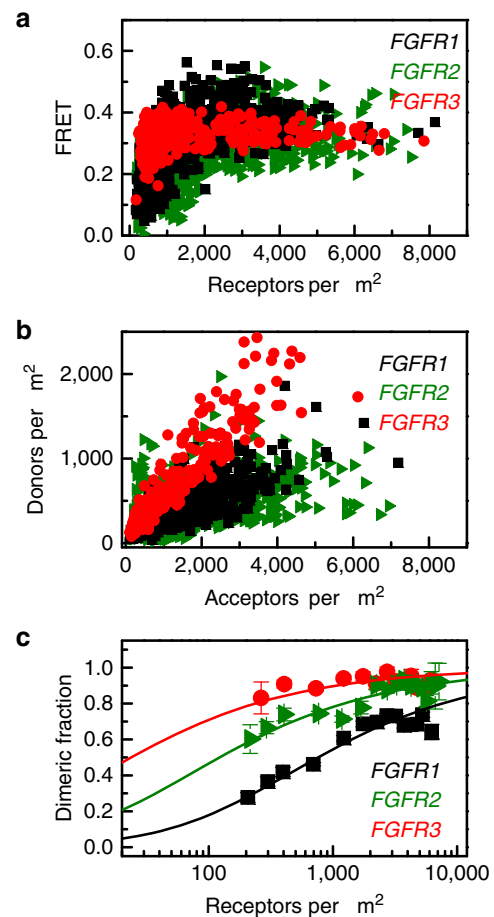 a
FGFR1
FGFR2
FGFR3
FRET
0.6
0.4
0.2
0.0
2,000 4,000 6,000 8,000
Receptors per m²
b
FGFR1
FGFR2
FGFR3
Donors per m²
2,000
1,000
0
0 2,000 4,000 6,000 8,000
Acceptors per m²
c
Dimeric fraction
1.0
0.8
0.6
0.4
0.2
0.0
FGFR1
FGFR2
FGFR3
100 1,000 10,000
Receptors per m²